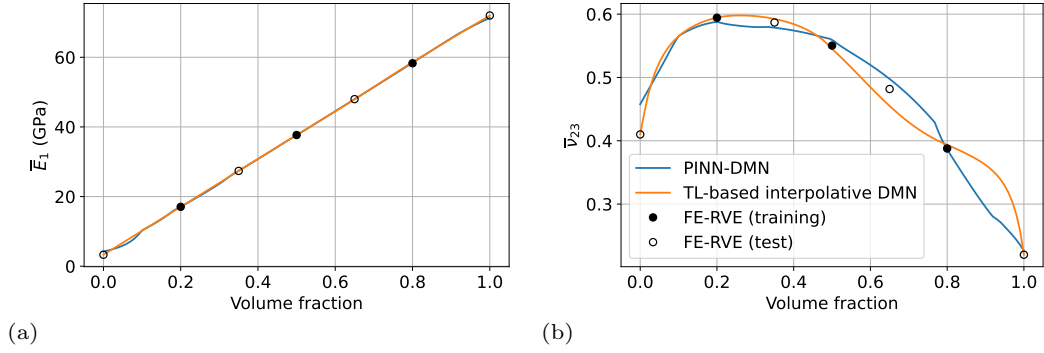 60
40
20
0
E̅₁ (GPa)
0.0 0.2 0.4 0.6 0.8 1.0
Volume fraction
(a)
0.6
0.5
0.4
0.3
ν̅₂₃
PINN-DMN
TL-based interpolative DMN
FE-RVE (training)
FE-RVE (test)
0.0 0.2 0.4 0.6 0.8 1.0
Volume fraction
(b)